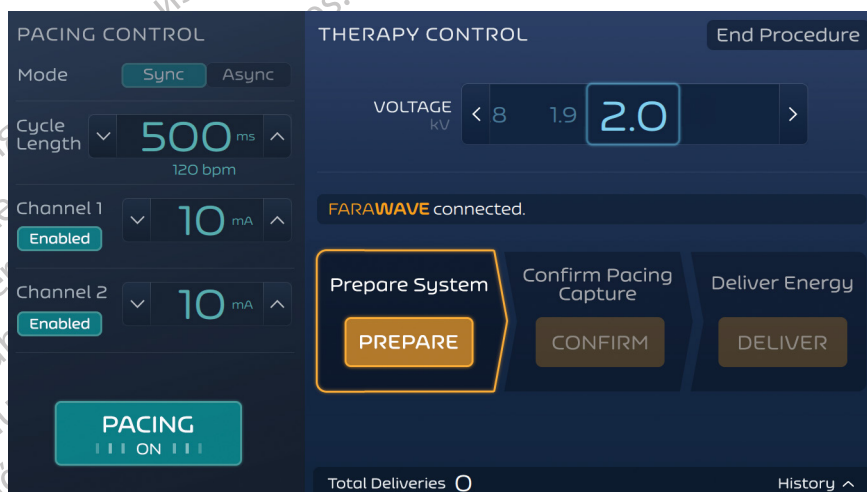 PACING CONTROL
Mode Sync Async
Cycle Length 500 ms
120 bpm
Channel 1 10 mA
Enabled
Channel 2 10 mA
Enabled
PACING
ON
THERAPY CONTROL
End Procedure
VOLTAGE kV 8 1.9 2.0
FARAWAVE connected.
Prepare System
PREPARE
Confirm Pacing
Capture
CONFIRM
Deliver Energy
DELIVER
Total Deliveries 0
History